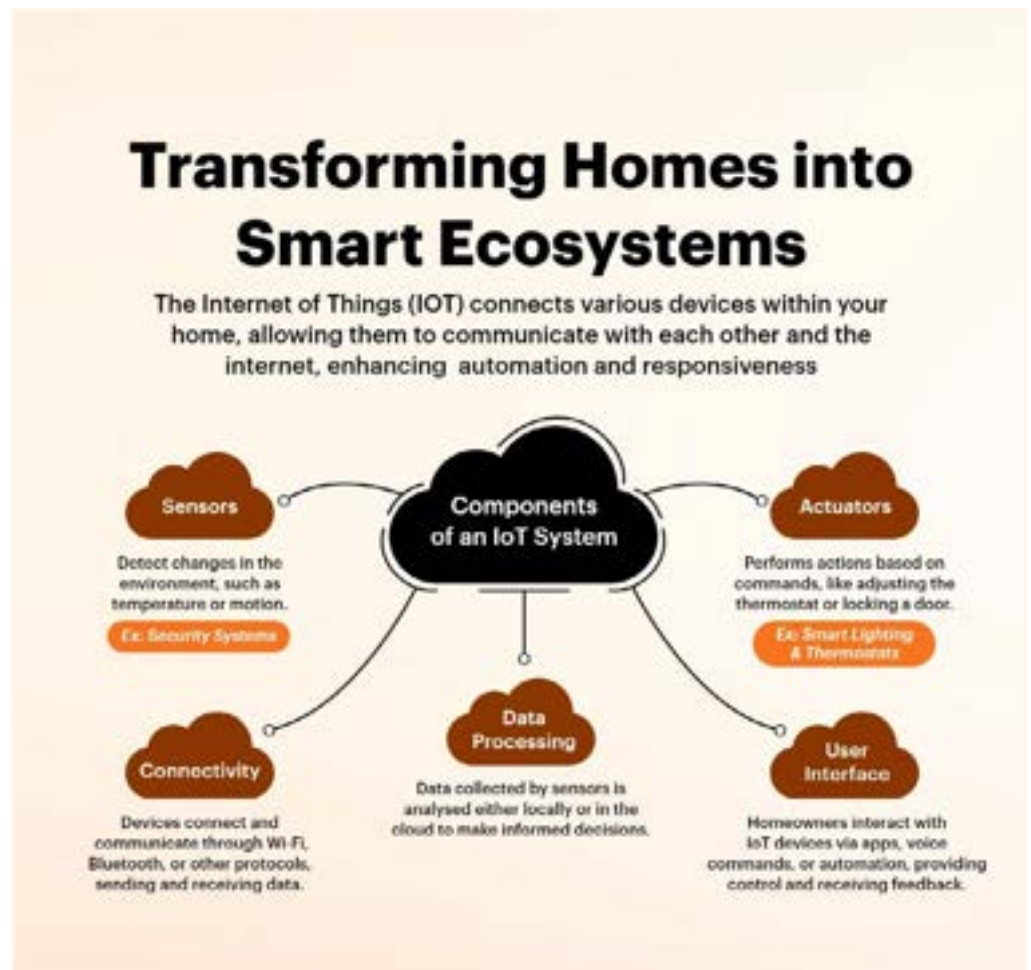 Transforming Homes into
Smart Ecosystems
The Internet of Things (IOT) connects various devices within your
home, allowing them to communicate with each other and the
internet, enhancing automation and responsiveness
Components
of an IoT System
Sensors
Detect changes in the
environment, such as
temperature or motion.
Ex: Security Systems
Actuators
Performs actions based on
commands, like adjusting the
thermostat or locking a door.
Ex: Smart Lighting
& Thermostats
Connectivity
Devices connect and
communicate through Wi-Fi,
Bluetooth, or other protocols,
sending and receiving data.
Data
Processing
Data collected by sensors is
analysed either locally or in the
cloud to make informed decisions.
User
Interface
Homeowners interact with
IoT devices via apps, voice
commands, or automation, providing
control and receiving feedback.